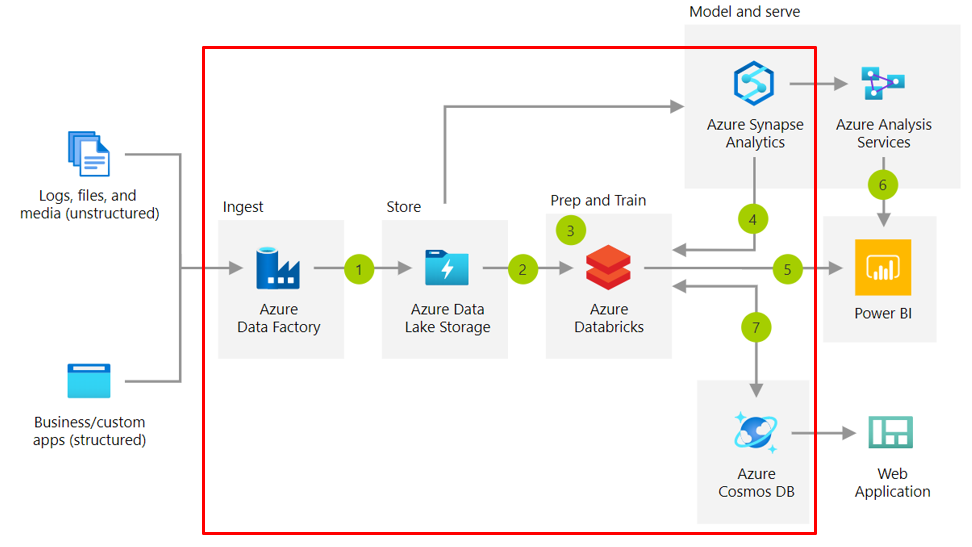 Model and serve
Azure Synapse
Analytics
Azure Analysis
Services
Logs, files, and
media (unstructured)
Ingest
Store
Prep and Train
4
6
3
1
2
5
Azure
Data Factory
Azure Data
Lake Storage
Azure
Databricks
Power BI
7
Business/custom
apps (structured)
Azure
Cosmos DB
Web
Application